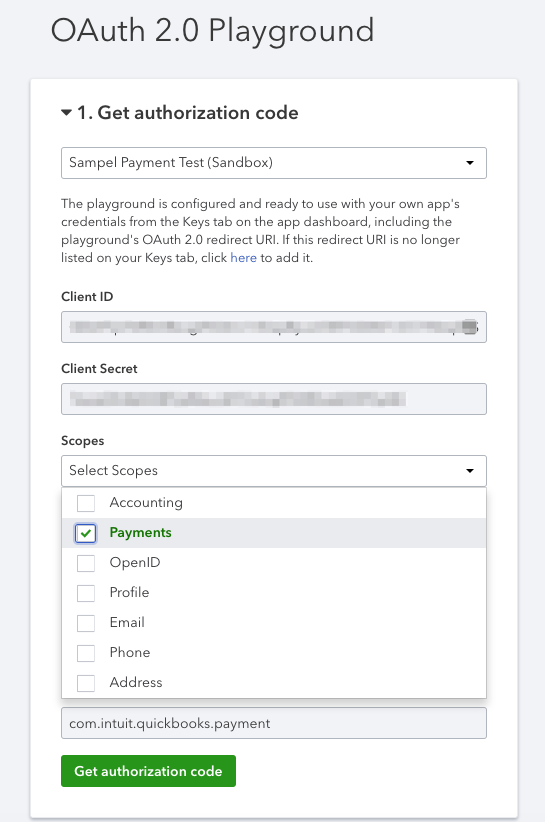 OAuth 2.0 Playground
1. Get authorization code
Sampel Payment Test (Sandbox)
The playground is configured and ready to use with your own app's
credentials from the Keys tab on the app dashboard, including the
playground's OAuth 2.0 redirect URI. If this redirect URI is no longer
listed on your Keys tab, click here to add it.
Client ID
Client Secret
Scopes
Select Scopes
Accounting
Payments
OpenID
Profile
Email
Phone
Address
com.intuit.quickbooks.payment
Get authorization code